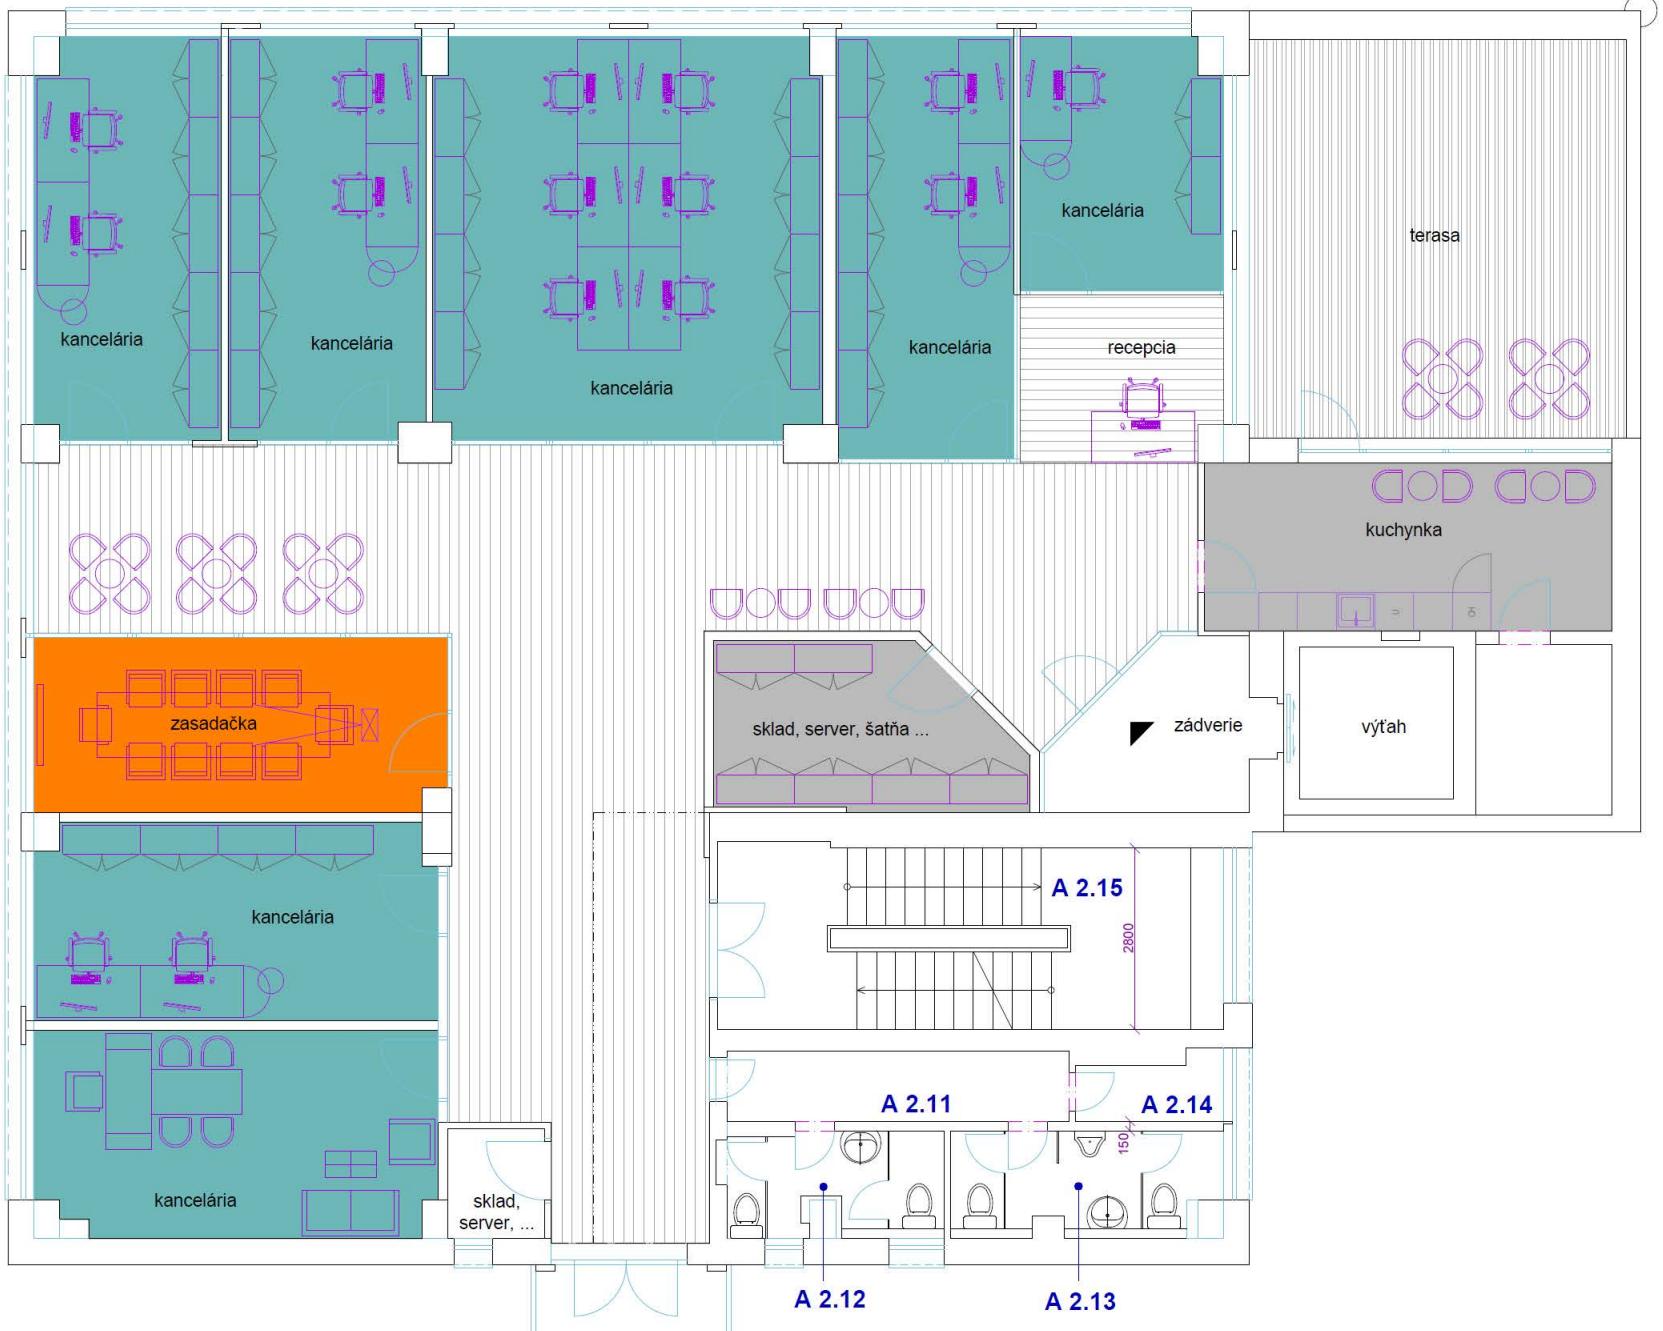 kancelária
terasa
kancelária
kancelária
recepcia
kancelária
kancelária
kuchynka
zasadačka
sklad, server, šatňa ...
zádverie
výťah
A 2.15
kancelária
2800
A 2.11
A 2.14
150
kancelária
sklad,
server, ...
A 2.12
A 2.13